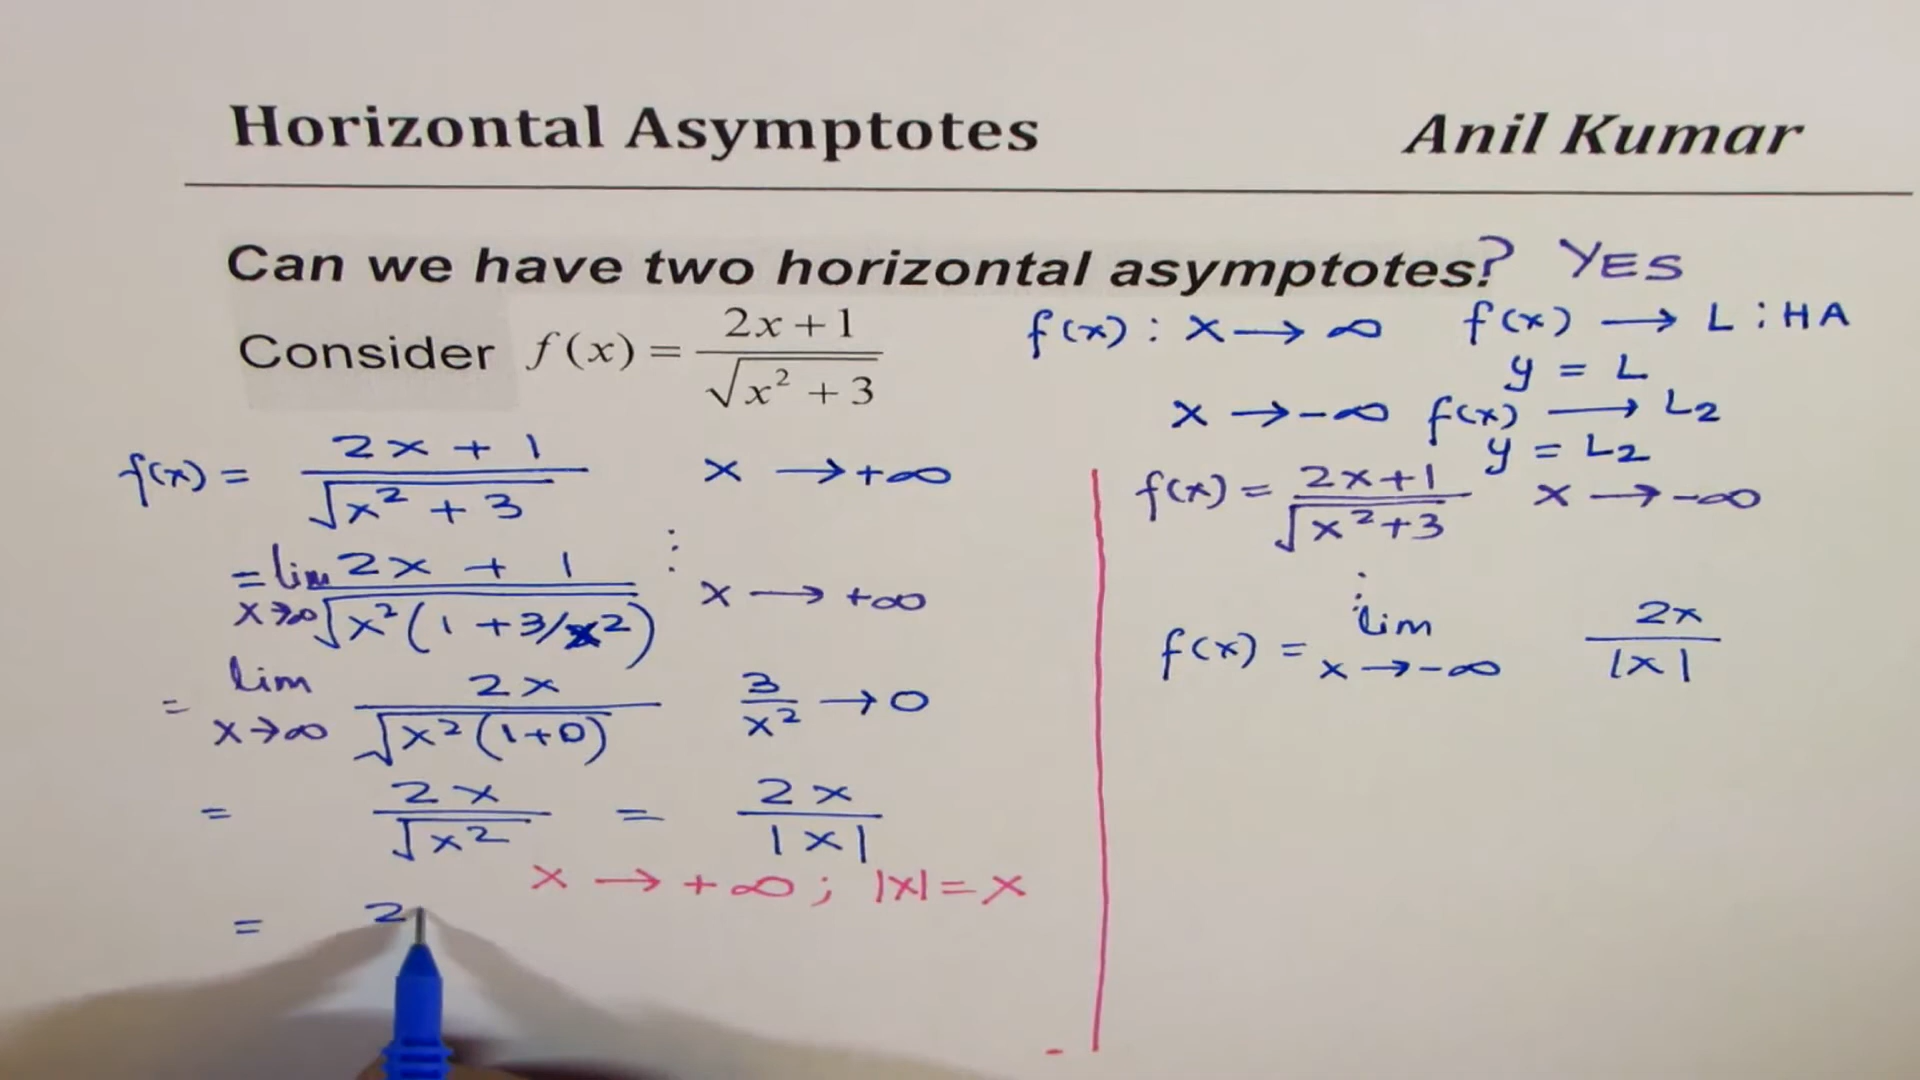 Horizontal Asymptotes Anil Kumar
Can we have two horizontal asymptotes? YES
Consider f(x) = (2x+1)/√(x²+3)
f(x) : x → ∞ f(x) → L : HA
y = L
x → -∞ f(x) → L2
y = L2
f(x) = (2x + 1)/√(x² + 3) x → +∞
= lim x→∞ (2x + 1)/√(x²(1 + 3/x²)) ⋮ x → +∞
= lim x→∞ 2x/√(x²(1+0)) 3/x² → 0
= 2x/√x² = 2x/|x|
x → +∞ ; |x| = x
= 2
f(x) = (2x+1)/√(x²+3) x → -∞
⋮
f(x) = lim x→-∞ 2x/|x|